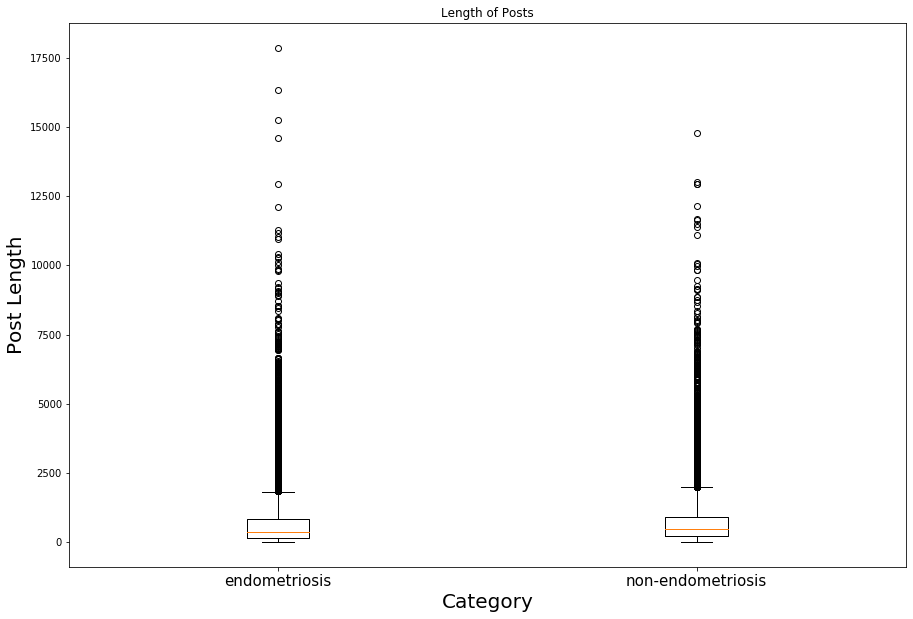 Length of Posts
17500
15000
12500
10000
7500
5000
2500
0
Post Length
endometriosis non-endometriosis
Category